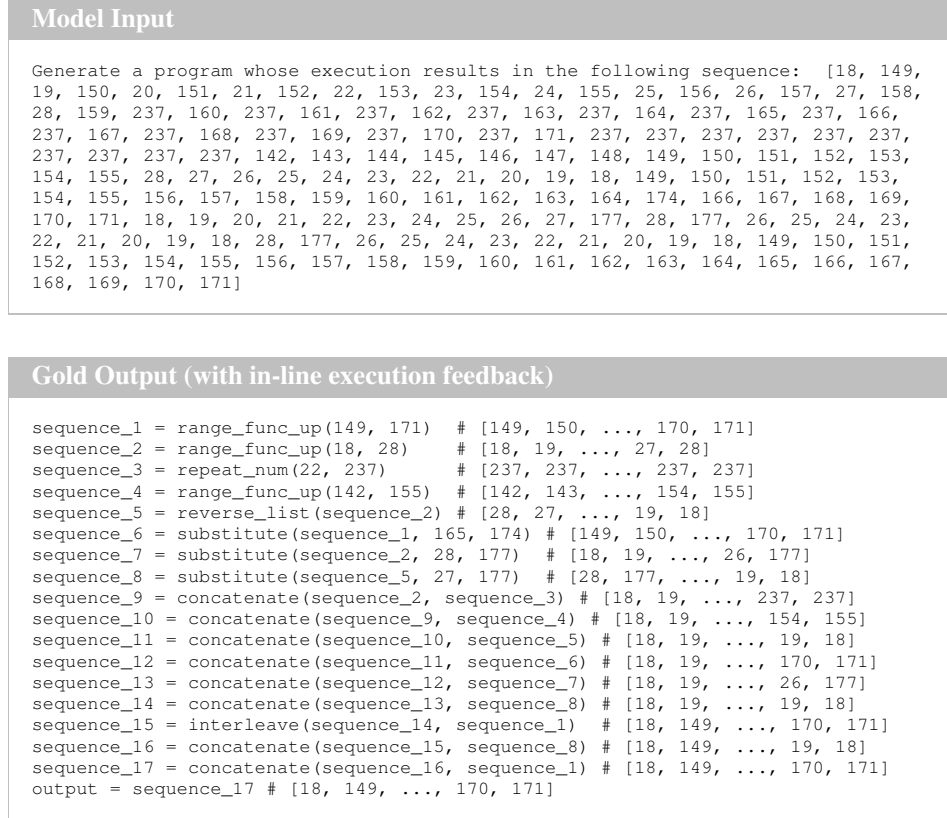 Model Input
Generate a program whose execution results in the following sequence: [18, 149,
19, 150, 20, 151, 21, 152, 22, 153, 23, 154, 24, 155, 25, 156, 26, 157, 27, 158,
28, 159, 237, 160, 237, 161, 237, 162, 237, 163, 237, 164, 237, 165, 237, 166,
237, 167, 237, 168, 237, 169, 237, 170, 237, 171, 237, 237, 237, 237, 237, 237,
237, 237, 237, 237, 142, 143, 144, 145, 146, 147, 148, 149, 150, 151, 152, 153,
154, 155, 28, 27, 26, 25, 24, 23, 22, 21, 20, 19, 18, 149, 150, 151, 152, 153,
154, 155, 156, 157, 158, 159, 160, 161, 162, 163, 164, 174, 166, 167, 168, 169,
170, 171, 18, 19, 20, 21, 22, 23, 24, 25, 26, 27, 177, 28, 177, 26, 25, 24, 23,
22, 21, 20, 19, 18, 28, 177, 26, 25, 24, 23, 22, 21, 20, 19, 18, 149, 150, 151,
152, 153, 154, 155, 156, 157, 158, 159, 160, 161, 162, 163, 164, 165, 166, 167,
168, 169, 170, 171]
Gold Output (with in-line execution feedback)
sequence_1 = range_func_up(149, 171) # [149, 150, ..., 170, 171]
sequence_2 = range_func_up(18, 28) # [18, 19, ..., 27, 28]
sequence_3 = repeat_num(22, 237) # [237, 237, ..., 237, 237]
sequence_4 = range_func_up(142, 155) # [142, 143, ..., 154, 155]
sequence_5 = reverse_list(sequence_2) # [28, 27, ..., 19, 18]
sequence_6 = substitute(sequence_1, 165, 174) # [149, 150, ..., 170, 171]
sequence_7 = substitute(sequence_2, 28, 177) # [18, 19, ..., 26, 177]
sequence_8 = substitute(sequence_5, 27, 177) # [28, 177, ..., 19, 18]
sequence_9 = concatenate(sequence_2, sequence_3) # [18, 19, ..., 237, 237]
sequence_10 = concatenate(sequence_9, sequence_4) # [18, 19, ..., 154, 155]
sequence_11 = concatenate(sequence_10, sequence_5) # [18, 19, ..., 19, 18]
sequence_12 = concatenate(sequence_11, sequence_6) # [18, 19, ..., 170, 171]
sequence_13 = concatenate(sequence_12, sequence_7) # [18, 19, ..., 26, 177]
sequence_14 = concatenate(sequence_13, sequence_8) # [18, 19, ..., 19, 18]
sequence_15 = interleave(sequence_14, sequence_1) # [18, 149, ..., 170, 171]
sequence_16 = concatenate(sequence_15, sequence_8) # [18, 149, ..., 19, 18]
sequence_17 = concatenate(sequence_16, sequence_1) # [18, 149, ..., 170, 171]
output = sequence_17 # [18, 149, ..., 170, 171]